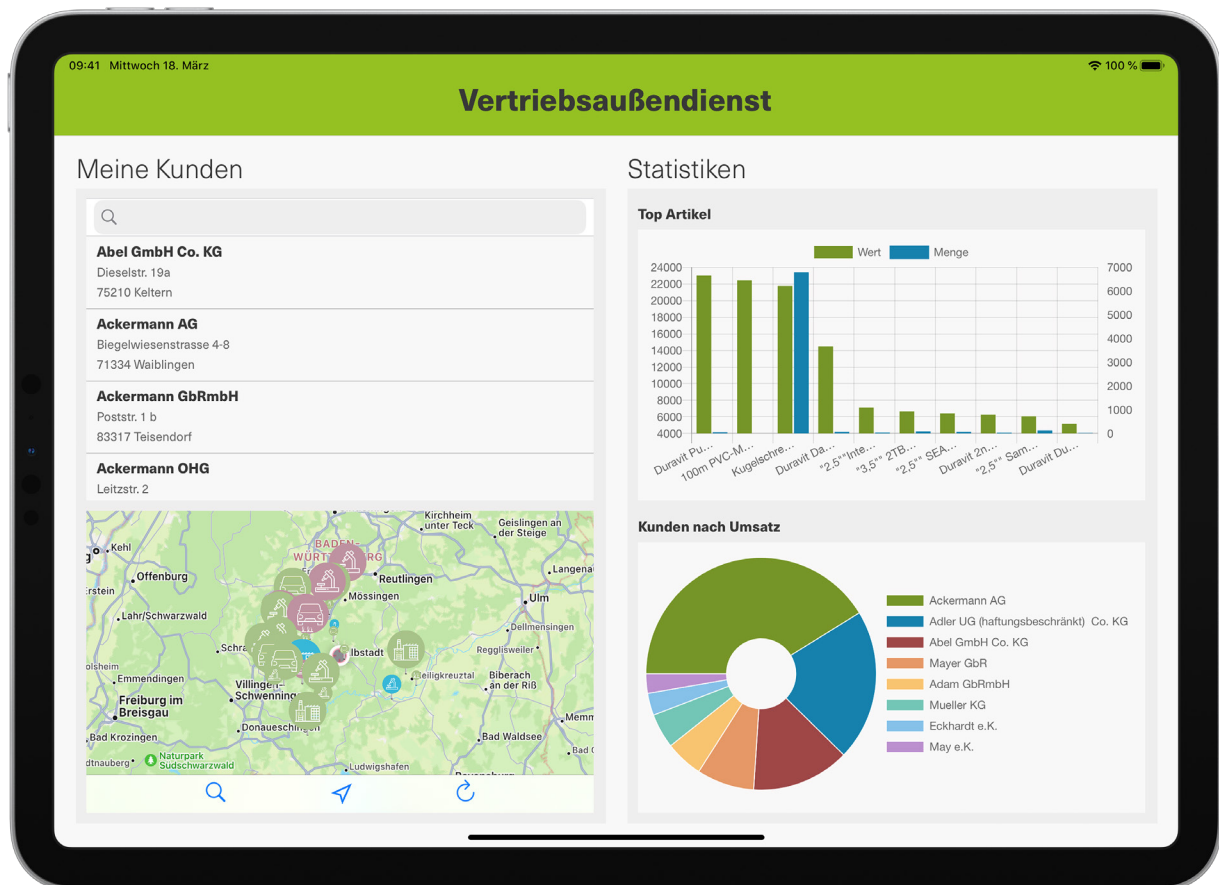 09:41 Mittwoch 18. März
100 %
Vertriebsaußendienst
Meine Kunden
Abel GmbH Co. KG
Dieselstr. 19a
75210 Keltern
Ackermann AG
Biegelwiesenstrasse 4-8
71334 Waiblingen
Ackermann GbRmbH
Poststr. 1 b
83317 Teisendorf
Ackermann OHG
Leitzstr. 2
Kirchheim
unter Teck
Geislingen an
der Steige
Kehl
BADEN-
Offenburg
Reutlingen
Langena
Mössingen
Ulm
Lahr/Schwarzwald
Dellmensingen
Schra
lbstadt
Regglisweiler
Heiligkreuztal
Emmendingen
Biberach
an der Riß
Villingen-
Schwenning
Freiburg im
Breisgau
Donaueschin
Memm
Bad Krozingen
Bad Waldsee
Naturpark
Sudschwarzwald
Ludwigshafen
Statistiken
Top Artikel
Wert Menge
24000 7000
22000 6000
20000 5000
18000 4000
16000 3000
14000 2000
12000 1000
10000 0
8000
6000
4000
Duravit Pu...
100m PVC-M...
Kugelschre...
Duravit Da...
"2,5""Inte...
"3,5"" 2TB...
"2,5"" SEA...
Duravit 2n...
"2,5"" Sam...
Duravit Du...
Kunden nach Umsatz
Ackermann AG
Adler UG (haftungsbeschränkt) Co. KG
Abel GmbH Co. KG
Mayer GbR
Adam GbRmbH
Mueller KG
Eckhardt e.K.
May e.K.